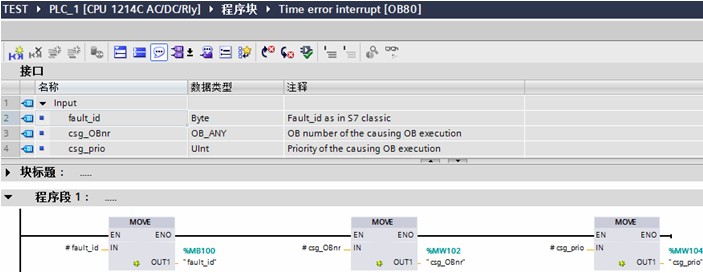 TEST ▸ PLC_1 [CPU 1214C AC/DC/Rly] ▸ 程序块 ▸ Time error interrupt [OB80]
接口
名称 数据类型 注释
1 Input
2 fault_id Byte Fault_id as in S7 classic
3 csg_OBnr OB_ANY OB number of the causing OB execution
4 csg_prio UInt Priority of the causing OB execution
块标题： .....
程序段 1： .....
MOVE MOVE MOVE
EN ENO EN ENO EN ENO
#fault_id IN #csg_OBnr IN #csg_prio IN
%MB100 %MW102 %MW104
OUT1 "fault_id" OUT1 "csg_OBnr" OUT1 "csg_prio"